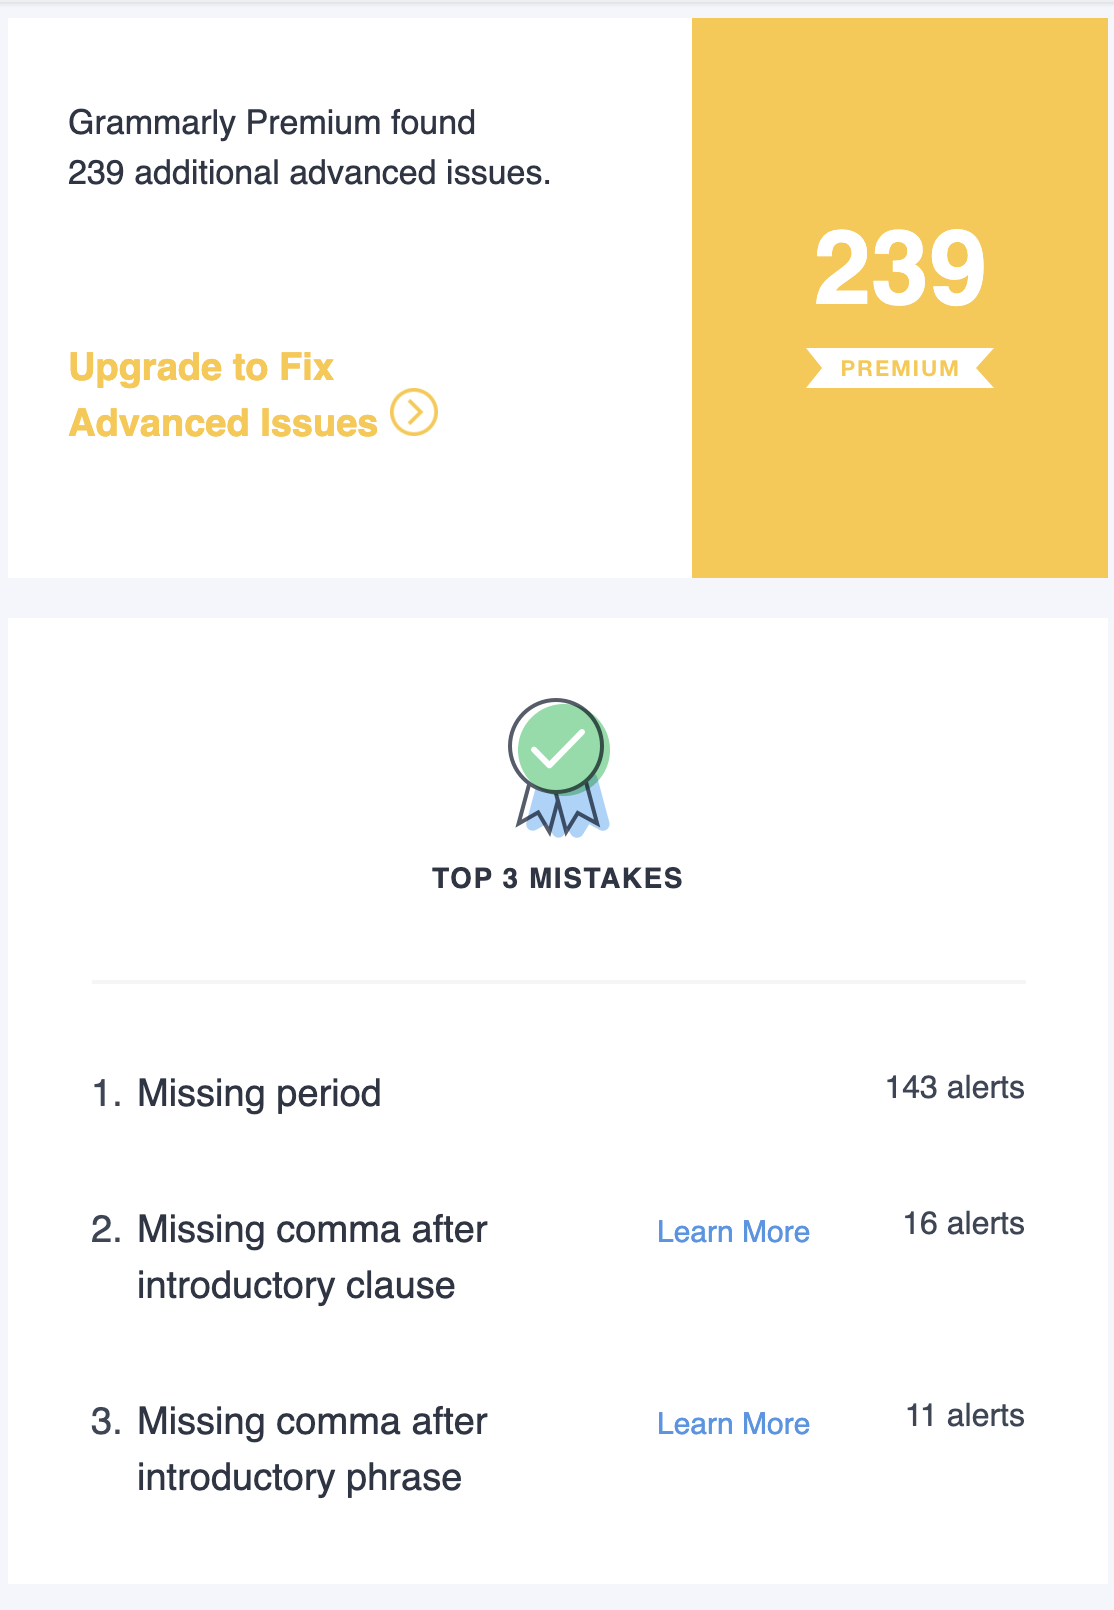 Grammarly Premium found
239 additional advanced issues.
Upgrade to Fix
Advanced Issues
239
PREMIUM
TOP 3 MISTAKES
1. Missing period 143 alerts
2. Missing comma after Learn More 16 alerts
introductory clause
3. Missing comma after Learn More 11 alerts
introductory phrase